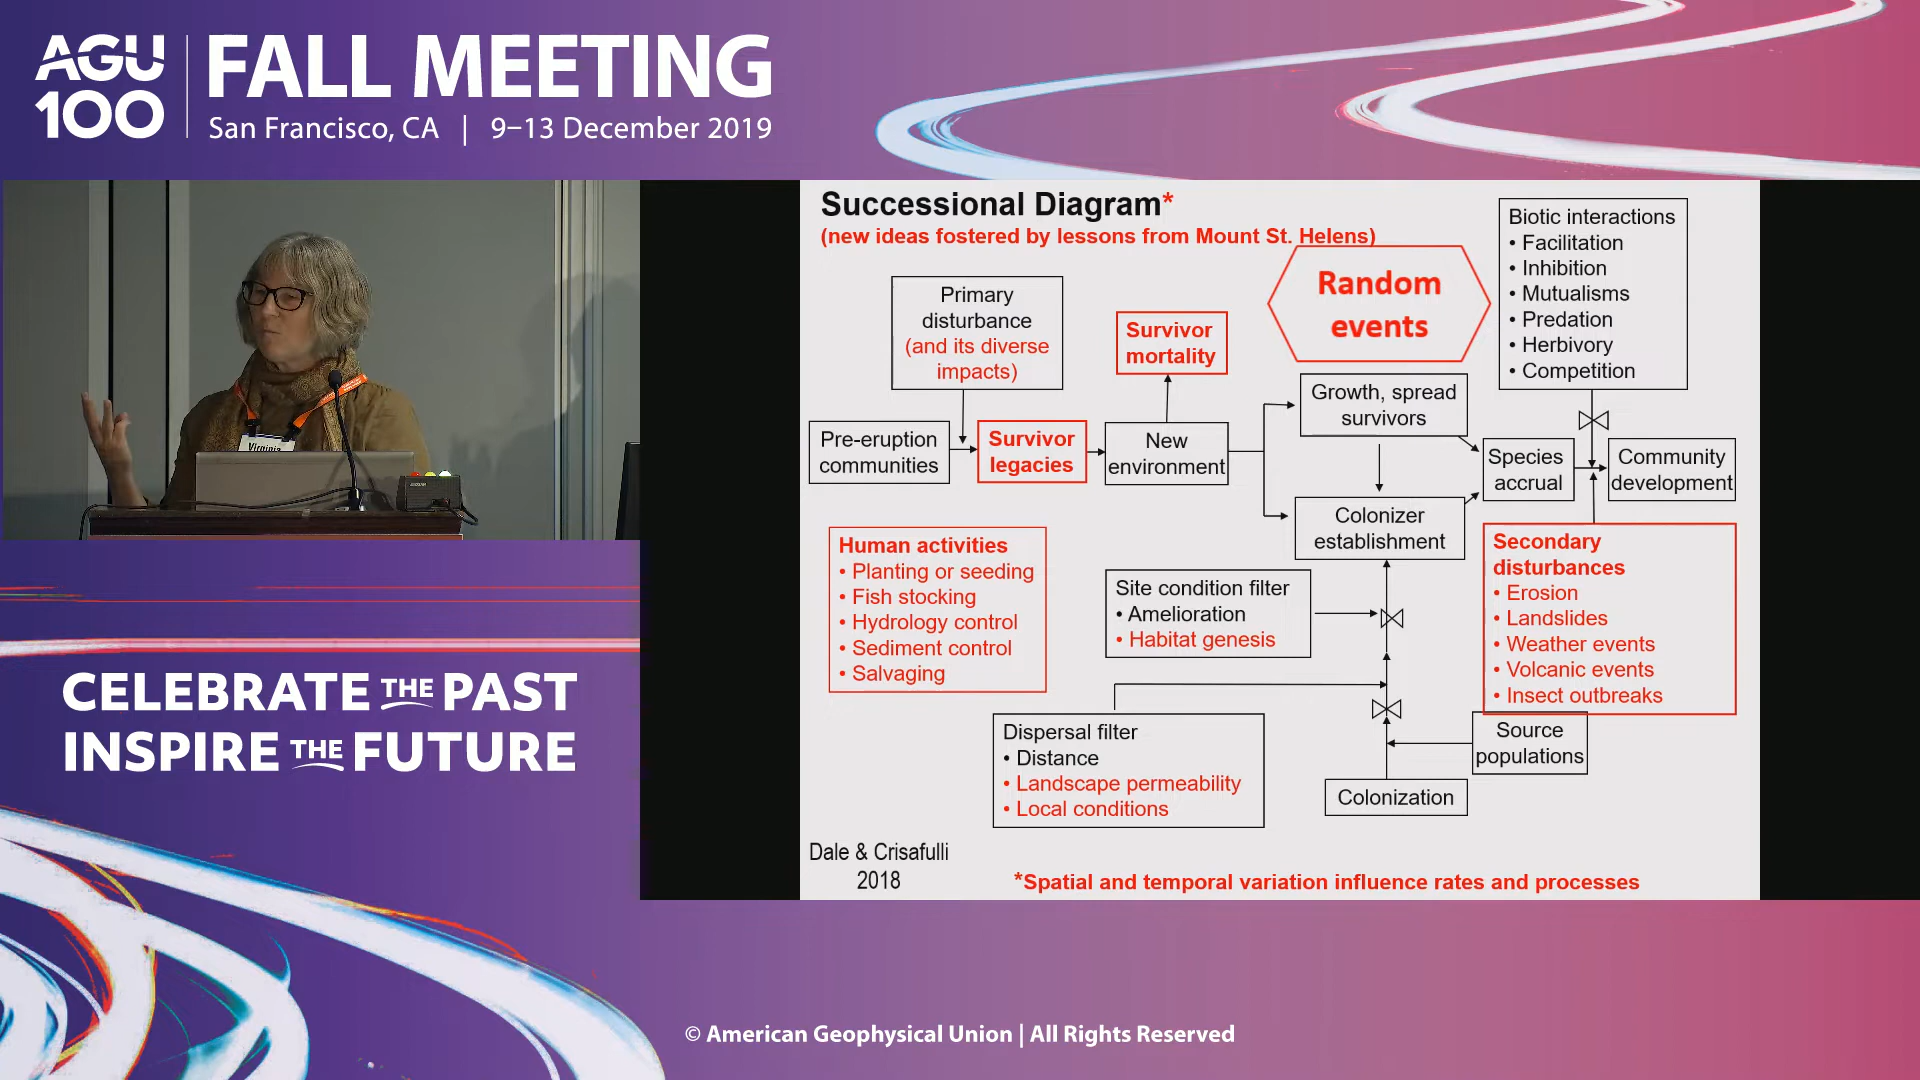 AGU
100
FALL MEETING
San Francisco, CA | 9–13 December 2019
Virginia
CELEBRATE THE PAST
INSPIRE THE FUTURE
Successional Diagram*
(new ideas fostered by lessons from Mount St. Helens)
Primary
disturbance
(and its diverse
impacts)
Survivor
mortality
Random
events
Biotic interactions
• Facilitation
• Inhibition
• Mutualisms
• Predation
• Herbivory
• Competition
Pre-eruption
communities
Survivor
legacies
New
environment
Growth, spread
survivors
Species
accrual
Community
development
Colonizer
establishment
Human activities
• Planting or seeding
• Fish stocking
• Hydrology control
• Sediment control
• Salvaging
Site condition filter
• Amelioration
• Habitat genesis
Secondary
disturbances
• Erosion
• Landslides
• Weather events
• Volcanic events
• Insect outbreaks
Dispersal filter
• Distance
• Landscape permeability
• Local conditions
Source
populations
Colonization
Dale & Crisafulli
2018
*Spatial and temporal variation influence rates and processes
© American Geophysical Union | All Rights Reserved